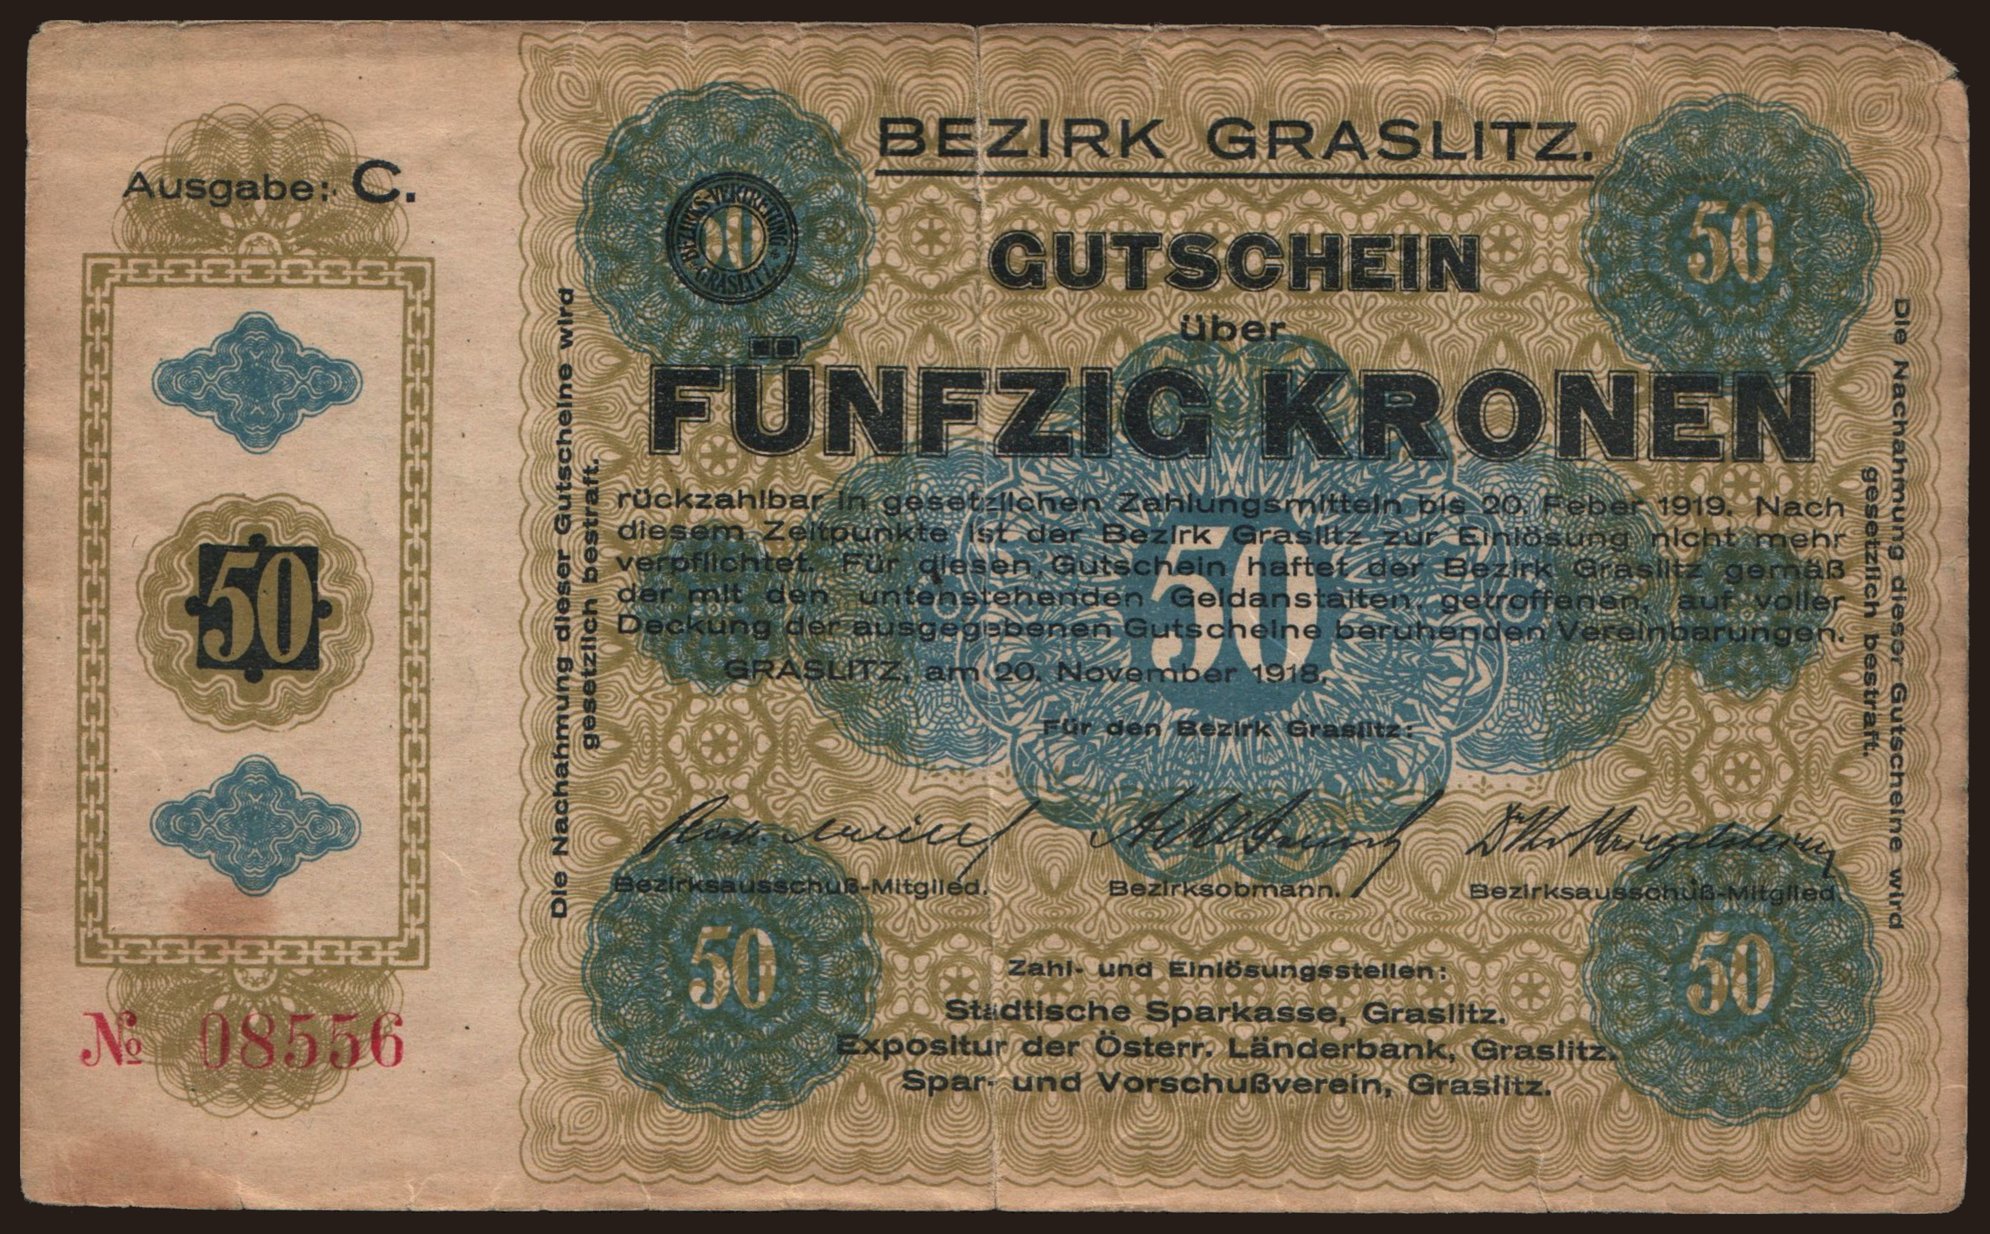 Ausgabe: C.
50
№ 08556
Die Nachahmung dieser Gutscheine wird
gesetzlich bestraft.
BEZIRKS-VERTRETUNG
GRASLITZ
BEZIRK GRASLITZ.
50
GUTSCHEIN
über
FÜNFZIG KRONEN
50
rückzahlbar in gesetzlichen Zahlungsmitteln bis 20. Feber 1919. Nach
diesem Zeitpunkte ist der Bezirk Graslitz zur Einlösung nicht mehr
verpflichtet. Für diesen Gutschein haftet der Bezirk Graslitz gemäß
der mit den untenstehenden Geldanstalten getroffenen, auf voller
Deckung der ausgegebenen Gutscheine beruhenden Vereinbarungen.
GRASLITZ, am 20. November 1918.
Für den Bezirk Graslitz:
Bezirksausschuß-Mitglied.
Bezirksobmann.
Bezirksausschuß-Mitglied.
50
50
Zahl- und Einlösungsstellen:
Städtische Sparkasse, Graslitz.
Expositur der Österr. Länderbank, Graslitz.
Spar- und Vorschußverein, Graslitz.
Die Nachahmung dieser Gutscheine wird
gesetzlich bestraft.